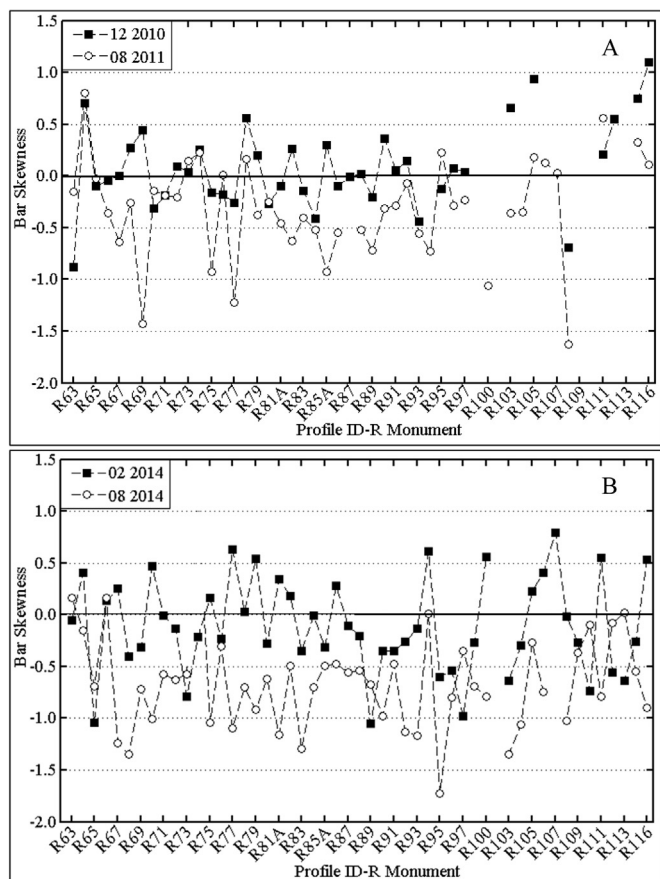 12 2010
08 2011
A
1.5
1.0
0.5
0.0
-0.5
-1.0
-1.5
-2.0
Bar Skewness
R63 R65 R67 R69 R71 R73 R75 R77 R79 R81A R83 R85A R87 R89 R91 R93 R95 R97 R100 R103 R105 R107 R109 R111 R113 R116
Profile ID-R Monument
02 2014
08 2014
B
1.5
1.0
0.5
0.0
-0.5
-1.0
-1.5
-2.0
Bar Skewness
R63 R65 R67 R69 R71 R73 R75 R77 R79 R81A R83 R85A R87 R89 R91 R93 R95 R97 R100 R103 R105 R107 R109 R111 R113 R116
Profile ID-R Monument